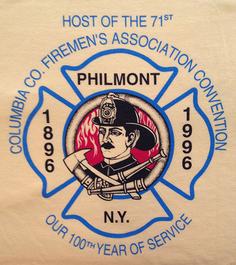 HOST OF THE 71ST
COLUMBIA CO. FIREMEN'S ASSOCIATION CONVENTION
PHILMONT
1896
1996
N.Y.
OUR 100TH YEAR OF SERVICE